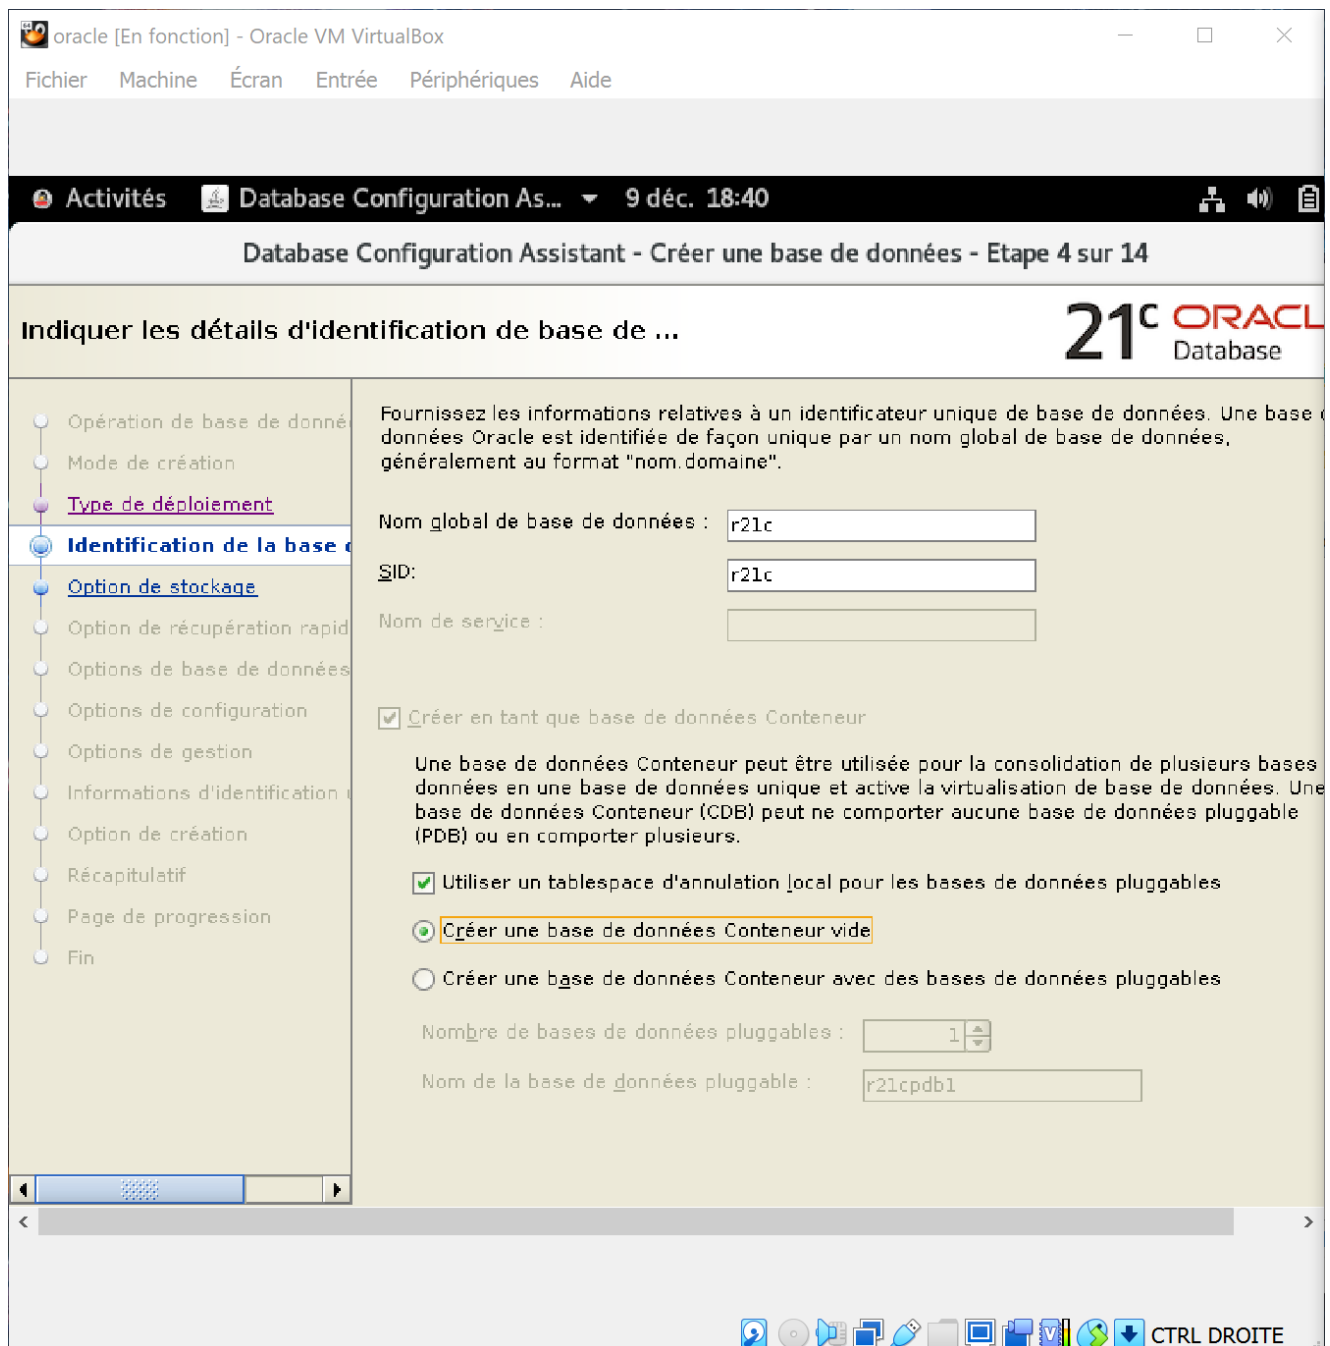 oracle [En fonction] - Oracle VM VirtualBox
Fichier Machine Écran Entrée Périphériques Aide
Activités Database Configuration As... 9 déc. 18:40
Database Configuration Assistant - Créer une base de données - Etape 4 sur 14
Indiquer les détails d'identification de base de ...
21c ORACL
Database
Opération de base de donné
Mode de création
Type de déploiement
Identification de la base
Option de stockage
Option de récupération rapid
Options de base de données
Options de configuration
Options de gestion
Informations d'identification
Option de création
Récapitulatif
Page de progression
Fin
Fournissez les informations relatives à un identificateur unique de base de données. Une base
données Oracle est identifiée de façon unique par un nom global de base de données,
généralement au format "nom.domaine".
Nom global de base de données : r21c
SID: r21c
Nom de service :
Créer en tant que base de données Conteneur
Une base de données Conteneur peut être utilisée pour la consolidation de plusieurs bases
données en une base de données unique et active la virtualisation de base de données. Une
base de données Conteneur (CDB) peut ne comporter aucune base de données pluggable
(PDB) ou en comporter plusieurs.
Utiliser un tablespace d'annulation local pour les bases de données pluggables
Créer une base de données Conteneur vide
Créer une base de données Conteneur avec des bases de données pluggables
Nombre de bases de données pluggables : 1
Nom de la base de données pluggable : r21cpdb1
CTRL DROITE